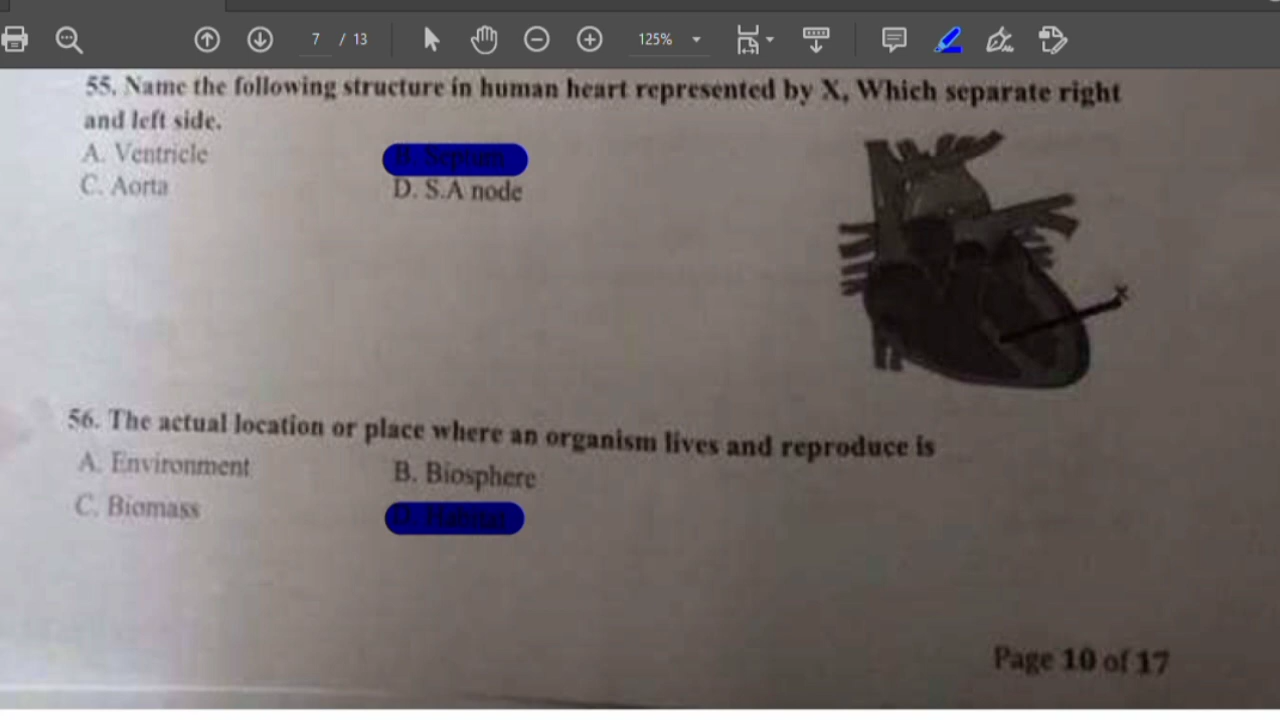 7 / 13
125%
55. Name the following structure in human heart represented by X, Which separate right
and left side.
A. Ventricle
B. Septum
C. Aorta
D. S.A node
X
56. The actual location or place where an organism lives and reproduce is
A. Environment
B. Biosphere
C. Biomass
D. Habitat
Page 10 of 17